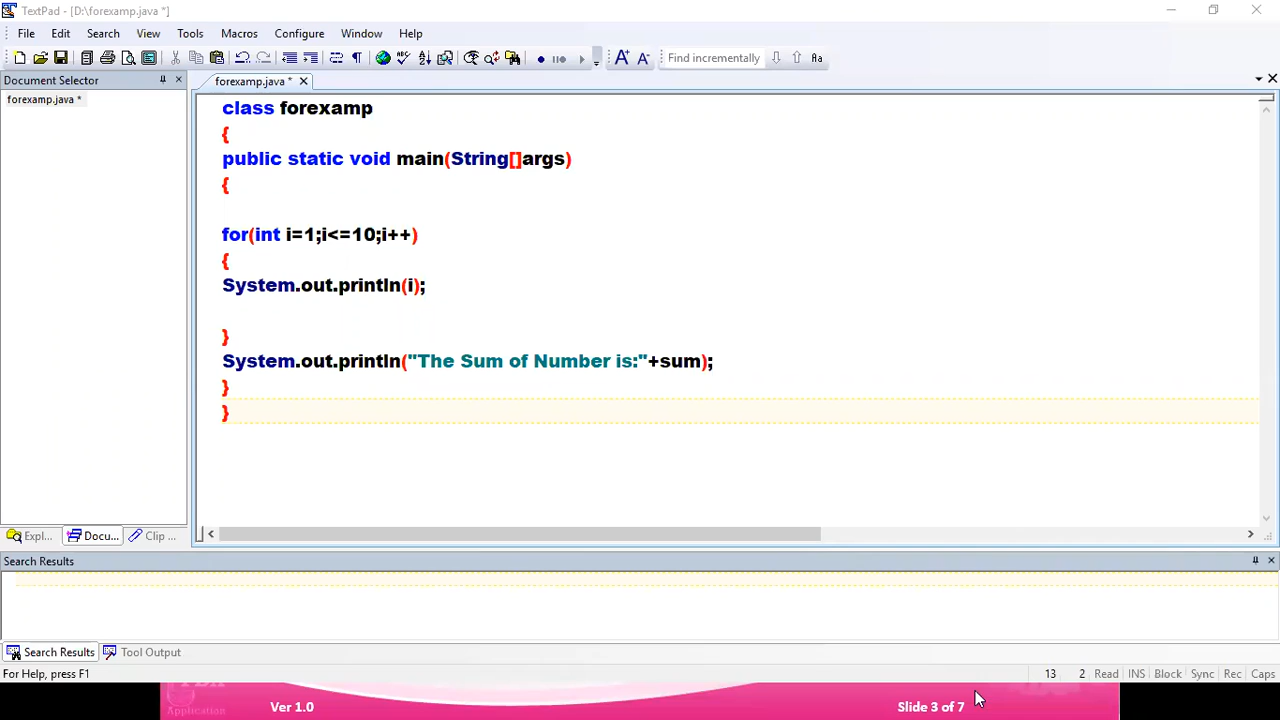 TextPad - [D:\forexamp.java *]
File Edit Search View Tools Macros Configure Window Help
Find incrementally
Document Selector
forexamp.java *
forexamp.java *
class forexamp
{
public static void main(String[]args)
{
for(int i=1;i<=10;i++)
{
System.out.println(i);
}
System.out.println("The Sum of Number is:"+sum);
}
}
Expl... Docu... Clip ...
Search Results
Search Results Tool Output
For Help, press F1 13 2 Read INS Block Sync Rec Caps
Application Ver 1.0 Slide 3 of 7